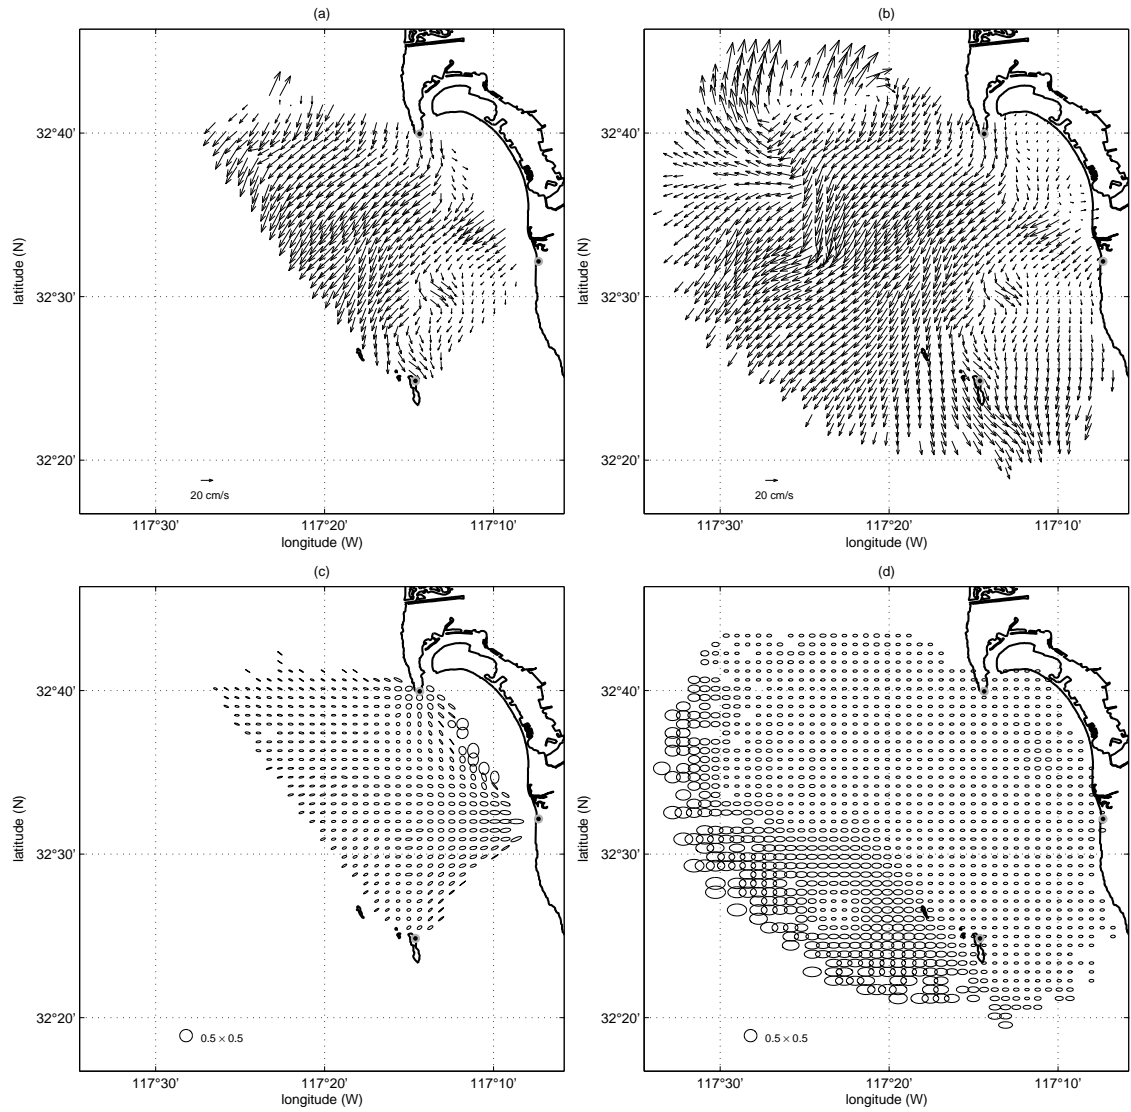 (a)
32°40'
32°30'
32°20'
latitude (N)
20 cm/s
117°30'
117°20'
117°10'
longitude (W)
(b)
32°40'
32°30'
32°20'
latitude (N)
20 cm/s
117°30'
117°20'
117°10'
longitude (W)
(c)
32°40'
32°30'
32°20'
latitude (N)
0.5 × 0.5
117°30'
117°20'
117°10'
longitude (W)
(d)
32°40'
32°30'
32°20'
latitude (N)
0.5 × 0.5
117°30'
117°20'
117°10'
longitude (W)